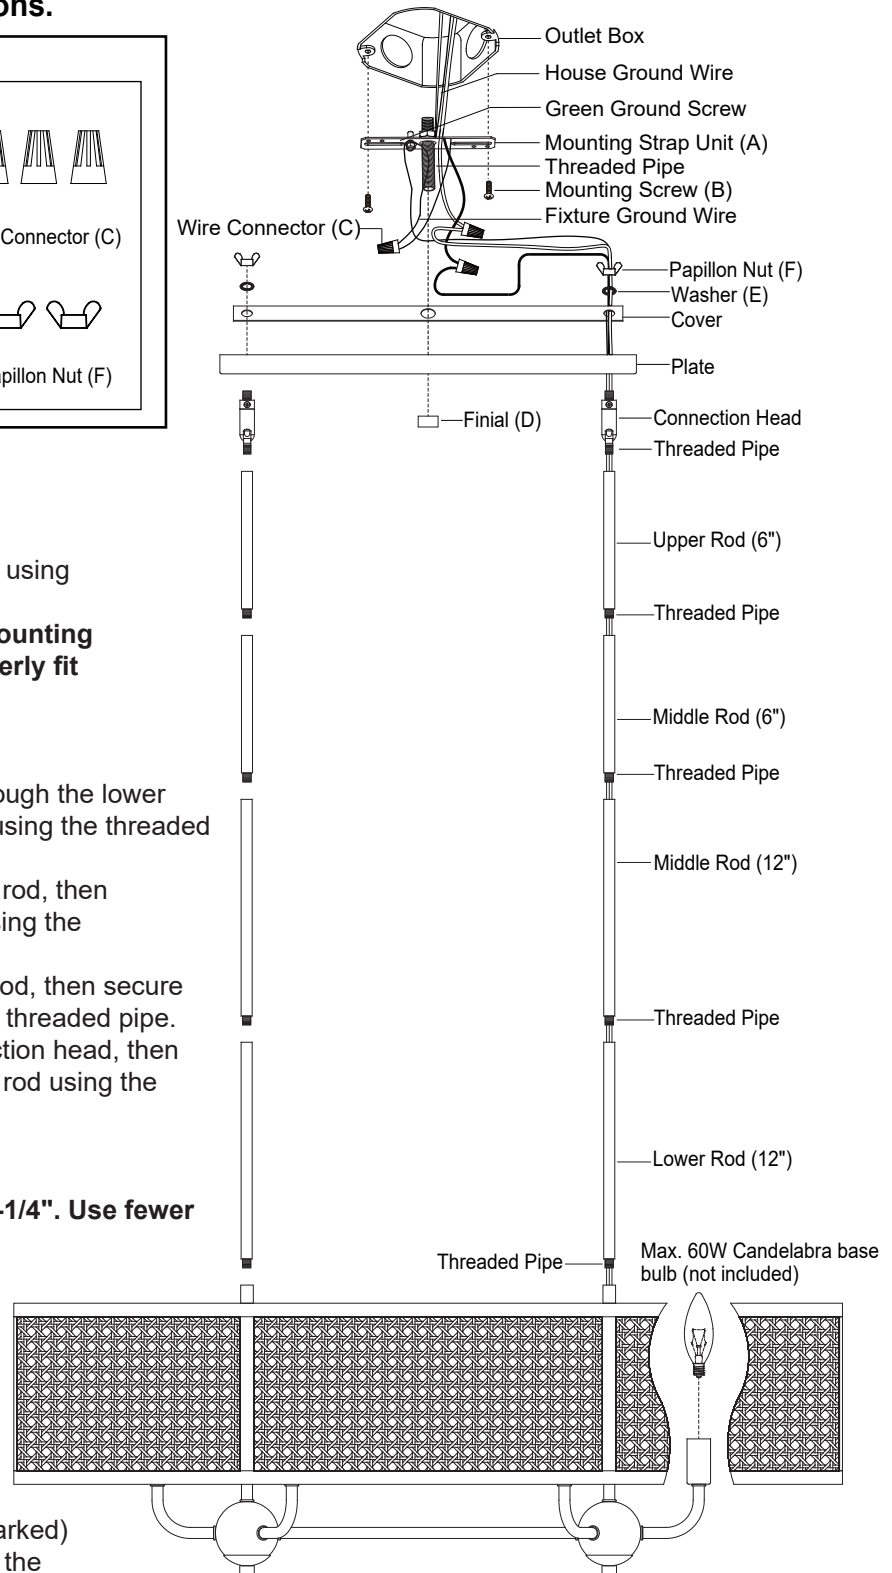 ons.
Connector (C)
pillon Nut (F)
using
ounting
erly fit
ough the lower
using the threaded
rod, then
sing the
od, then secure
threaded pipe.
ction head, then
rod using the
-1/4". Use fewer
arked)
the
Outlet Box
House Ground Wire
Green Ground Screw
Mounting Strap Unit (A)
Threaded Pipe
Mounting Screw (B)
Fixture Ground Wire
Wire Connector (C)
Papillon Nut (F)
Washer (E)
Cover
Plate
Finial (D)
Connection Head
Threaded Pipe
Upper Rod (6")
Threaded Pipe
Middle Rod (6")
Threaded Pipe
Middle Rod (12")
Threaded Pipe
Lower Rod (12")
Threaded Pipe
Max. 60W Candelabra base
bulb (not included)